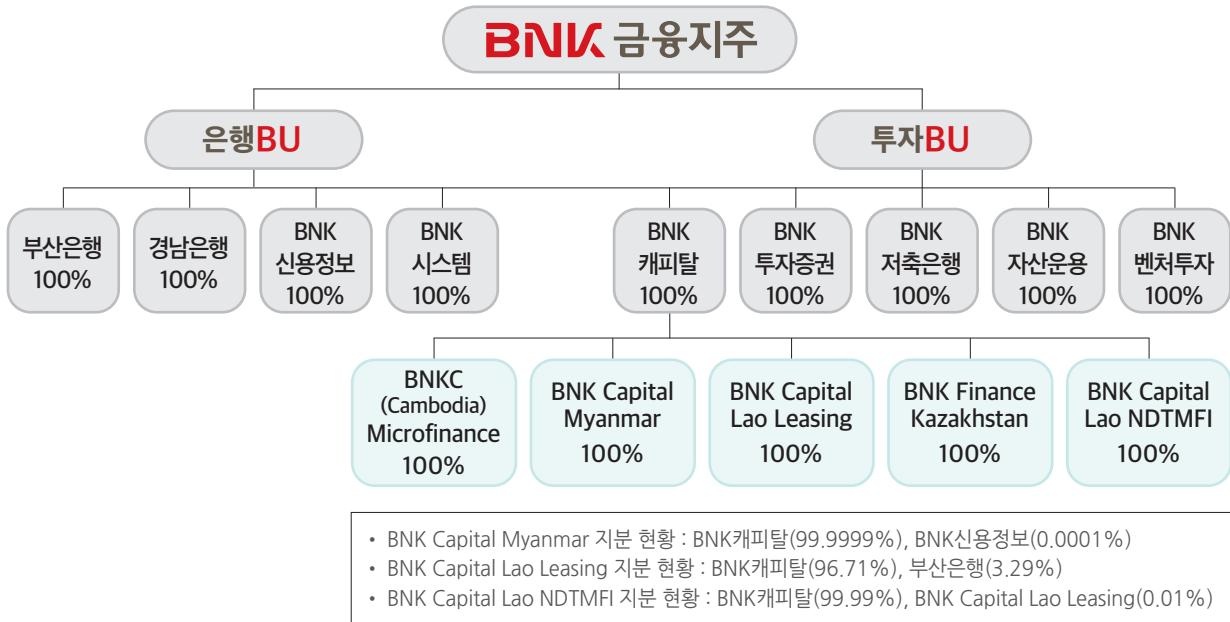 BNK 금융지주
은행BU
투자BU
부산은행
100%
경남은행
100%
BNK
신용정보
100%
BNK
시스템
100%
BNK
캐피탈
100%
BNK
투자증권
100%
BNK
저축은행
100%
BNK
자산운용
100%
BNK
벤처투자
100%
BNKC
(Cambodia)
Microfinance
100%
BNK Capital
Myanmar
100%
BNK Capital
Lao Leasing
100%
BNK Finance
Kazakhstan
100%
BNK Capital
Lao NDTMFI
100%
• BNK Capital Myanmar 지분 현황 : BNK캐피탈(99.9999%), BNK신용정보(0.0001%)
• BNK Capital Lao Leasing 지분 현황 : BNK캐피탈(96.71%), 부산은행(3.29%)
• BNK Capital Lao NDTMFI 지분 현황 : BNK캐피탈(99.99%), BNK Capital Lao Leasing(0.01%)